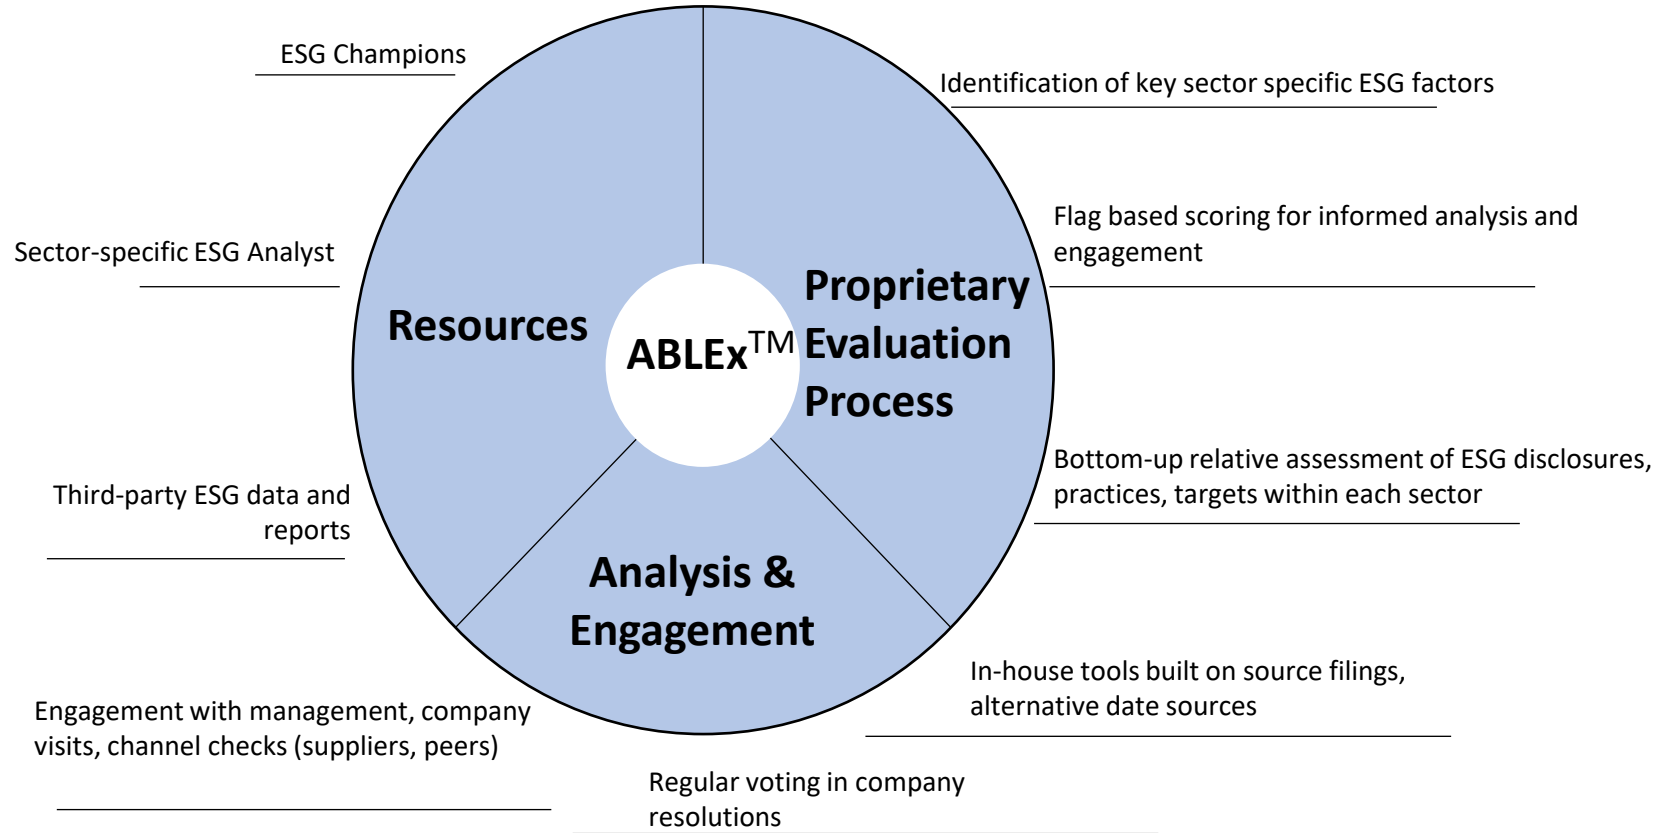 ESG Champions
Identification of key sector specific ESG factors
Flag based scoring for informed analysis and
engagement
Sector-specific ESG Analyst
Resources
ABLEx™
Proprietary
Evaluation
Process
Bottom-up relative assessment of ESG disclosures,
practices, targets within each sector
Third-party ESG data and
reports
Analysis &
Engagement
In-house tools built on source filings,
alternative date sources
Engagement with management, company
visits, channel checks (suppliers, peers)
Regular voting in company
resolutions